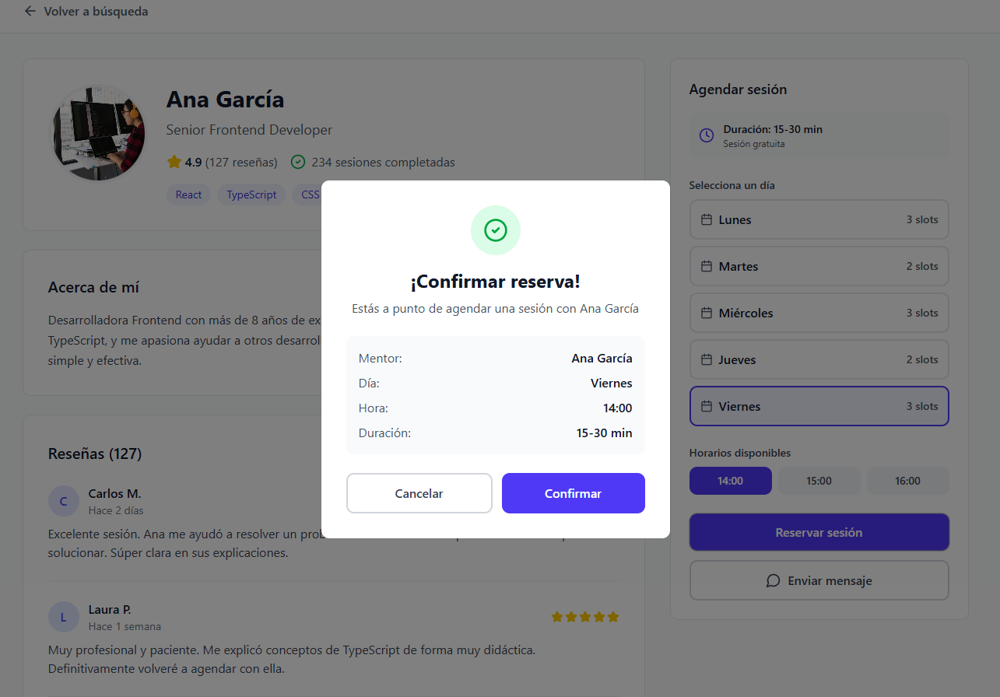 Volver a búsqueda
Ana García
Senior Frontend Developer
4.9 (127 reseñas) 234 sesiones completadas
React TypeScript CSS
Acerca de mí
Desarrolladora Frontend con más de 8 años de
TypeScript, y me apasiona ayudar a otros
simple y efectiva.
Reseñas (127)
C
Carlos M.
Hace 2 días
Excelente sesión. Ana me ayudó a resolver un
solucionar. Súper clara en sus explicaciones.
L
Laura P.
Hace 1 semana
Muy profesional y paciente. Me explicó conceptos de TypeScript de forma muy didáctica.
Definitivamente volveré a agendar con ella.
¡Confirmar reserva!
Estás a punto de agendar una sesión con Ana García
Mentor: Ana García
Día: Viernes
Hora: 14:00
Duración: 15-30 min
Cancelar Confirmar
Agendar sesión
Duración: 15-30 min
Sesión gratuita
Selecciona un día
Lunes 3 slots
Martes 2 slots
Miércoles 3 slots
Jueves 2 slots
Viernes 3 slots
Horarios disponibles
14:00 15:00 16:00
Reservar sesión
Enviar mensaje